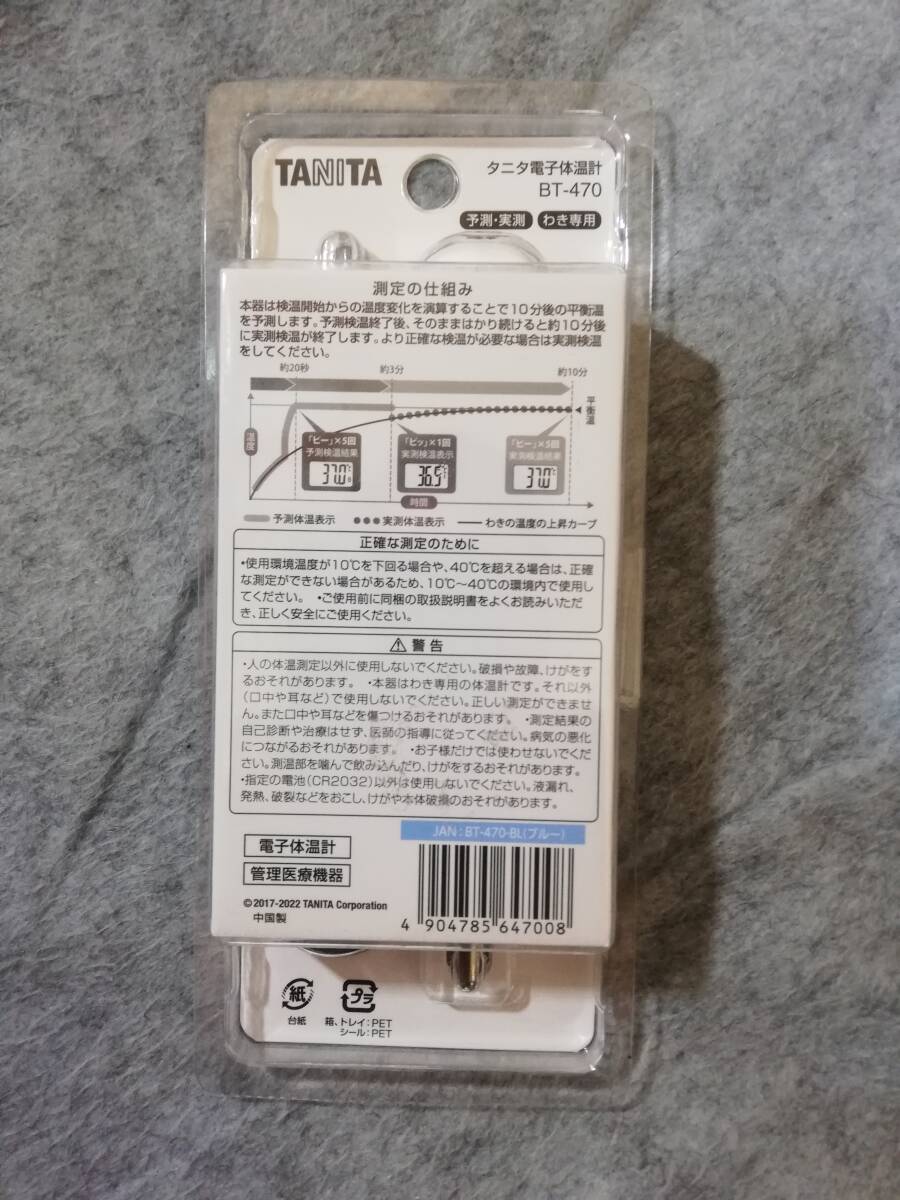 TANITA
タニタ電子体温計
BT-470
予測・実測 わき専用
測定の仕組み
本器は検温開始からの温度変化を演算することで10分後の平衡温
を予測します。予測検温終了後、そのままはかり続けると約10分後
に実測検温が終了します。より正確な検温が必要な場合は実測検温
をしてください。
約20秒 約3分 約10分
平衡温
温度
「ピー」×5回
予測検温結果
37.0℃
「ピッ」×1回
実測検温表示
36.5℃
「ピー」×5回
実測検温結果
37.0℃
時間
予測体温表示 ●●●実測体温表示 わきの温度の上昇カーブ
正確な測定のために
・使用環境温度が10℃を下回る場合や、40℃を超える場合は、正確
な測定ができない場合があるため、10℃～40℃の環境内で使用し
てください。 ・ご使用前に同梱の取扱説明書をよくお読みいただ
き、正しく安全にご使用ください。
警告
・人の体温測定以外に使用しないでください。破損や故障、けがをす
るおそれがあります。 ・本器はわき専用の体温計です。それ以外
（口中や耳など）で使用しないでください。正しい測定ができませ
ん。また口中や耳などを傷つけるおそれがあります。 ・測定結果の
自己診断や治療はせず、医師の指導に従ってください。病気の悪化
につながるおそれがあります。 ・お子様だけでは使わせないでくだ
さい。測温部を噛んで飲み込んだり、けがをするおそれがあります。
・指定の電池（CR2032）以外は使用しないでください。液漏れ、
発熱、破裂などをおこし、けがや本体破損のおそれがあります。
JAN：BT-470-BL（ブルー）
電子体温計
管理医療機器
©2017-2022 TANITA Corporation
中国製
4 904785 647008
紙
台紙
プラ
箱、トレイ：PET
シール：PET